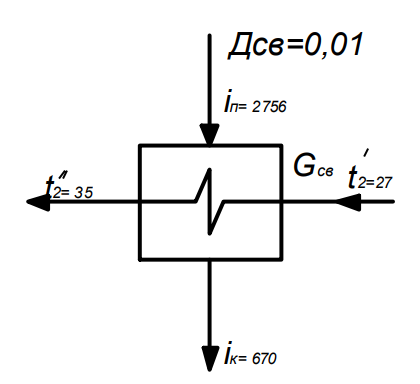 Дсв=0,01
iп= 2756
Gсв
t′2=27
t″2= 35
iк= 670